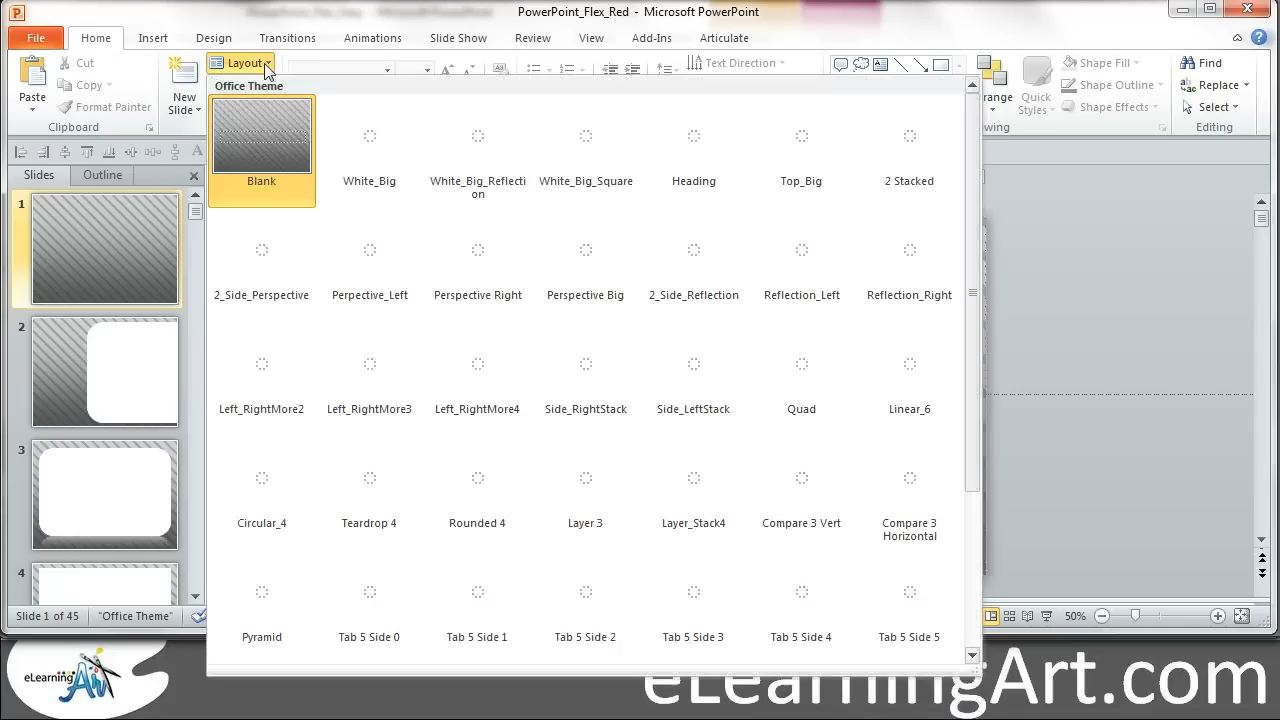 PowerPoint_Flex_Red - Microsoft PowerPoint
File Home Insert Design Transitions Animations Slide Show Review View Add-Ins Articulate
Paste
Cut
Copy
Format Painter
Clipboard
New
Slide
Layout
Text Direction
Quick
Styles
Shape Fill
Shape Outline
Shape Effects
Find
Replace
Select
Editing
Slides Outline
1
2
3
4
Office Theme
Blank White_Big White_Big_Reflecti White_Big_Square Heading Top_Big 2 Stacked
on
2_Side_Perspective Perpective_Left Perspective Right Perspective Big 2_Side_Reflection Reflection_Left Reflection_Right
Left_RightMore2 Left_RightMore3 Left_RightMore4 Side_RightStack Side_LeftStack Quad Linear_6
Circular_4 Teardrop 4 Rounded 4 Layer 3 Layer_Stack4 Compare 3 Vert Compare 3
Horizontal
Pyramid Tab 5 Side 0 Tab 5 Side 1 Tab 5 Side 2 Tab 5 Side 3 Tab 5 Side 4 Tab 5 Side 5
Slide 1 of 45 "Office Theme" 50%
eLearning
Art
eLearningArt.com